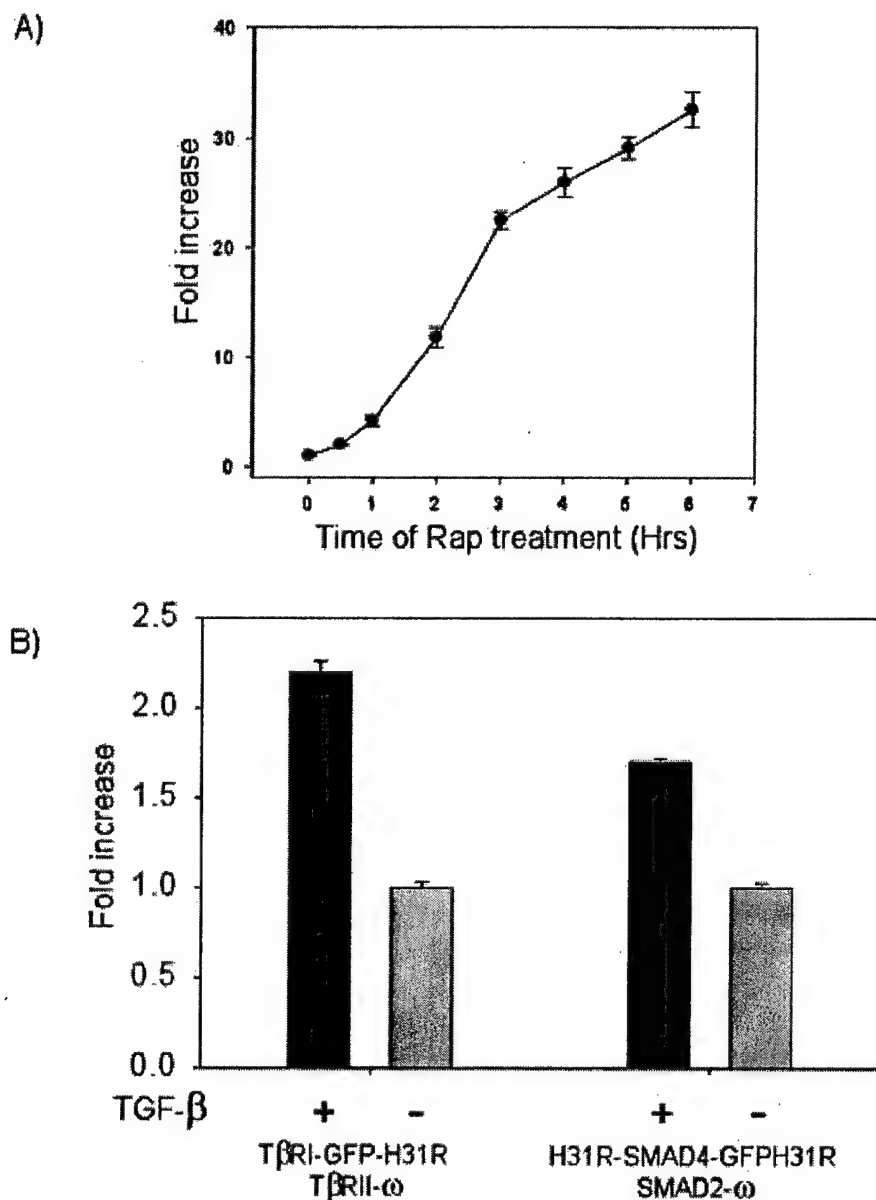 A)
40
30
20
10
0
Fold increase
0 1 2 3 4 5 6 7
Time of Rap treatment (Hrs)
B)
2.5
2.0
1.5
1.0
0.5
0.0
Fold increase
TGF-β + - + -
TβRI-GFP-H31R H31R-SMAD4-GFPH31R
TβRII-ω SMAD2-ω